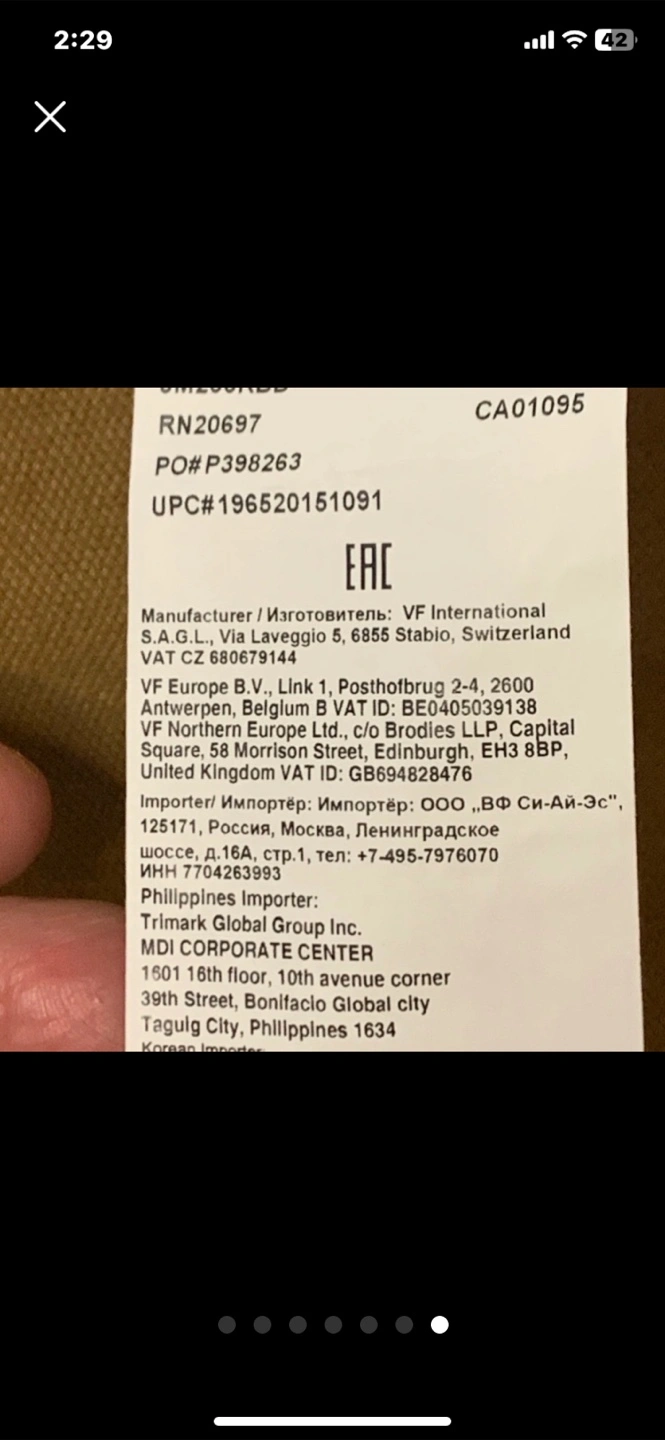 2:29
42
CA01095
RN20697
PO#P398263
UPC#196520151091
EAC
Manufacturer / Изготовитель: VF International
S.A.G.L., Via Laveggio 5, 6855 Stabio, Switzerland
VAT CZ 680679144
VF Europe B.V., Link 1, Posthofbrug 2-4, 2600
Antwerpen, Belgium B VAT ID: BE0405039138
VF Northern Europe Ltd., c/o Brodies LLP, Capital
Square, 58 Morrison Street, Edinburgh, EH3 8BP,
United Kingdom VAT ID: GB694828476
Importer/ Импортёр: Импортёр: ООО „ВФ Си-Ай-Эс",
125171, Россия, Москва, Ленинградское
шоссе, д.16А, стр.1, тел: +7-495-7976070
ИНН 7704263993
Philippines Importer:
Trimark Global Group Inc.
MDI CORPORATE CENTER
1601 16th floor, 10th avenue corner
39th Street, Bonifacio Global city
Taguig City, Philippines 1634
Korean Importer: